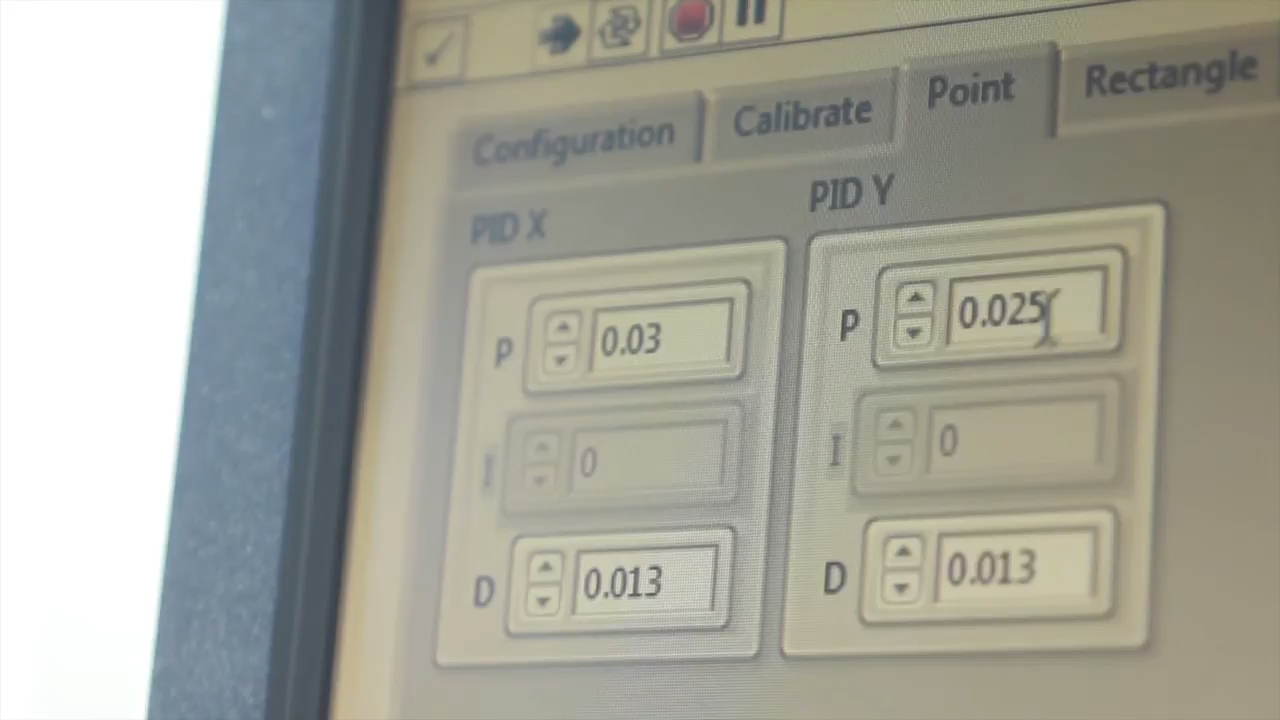 Configuration Calibrate Point Rectangle
PID X PID Y
P 0.03 P 0.025
I 0 I 0
D 0.013 D 0.013